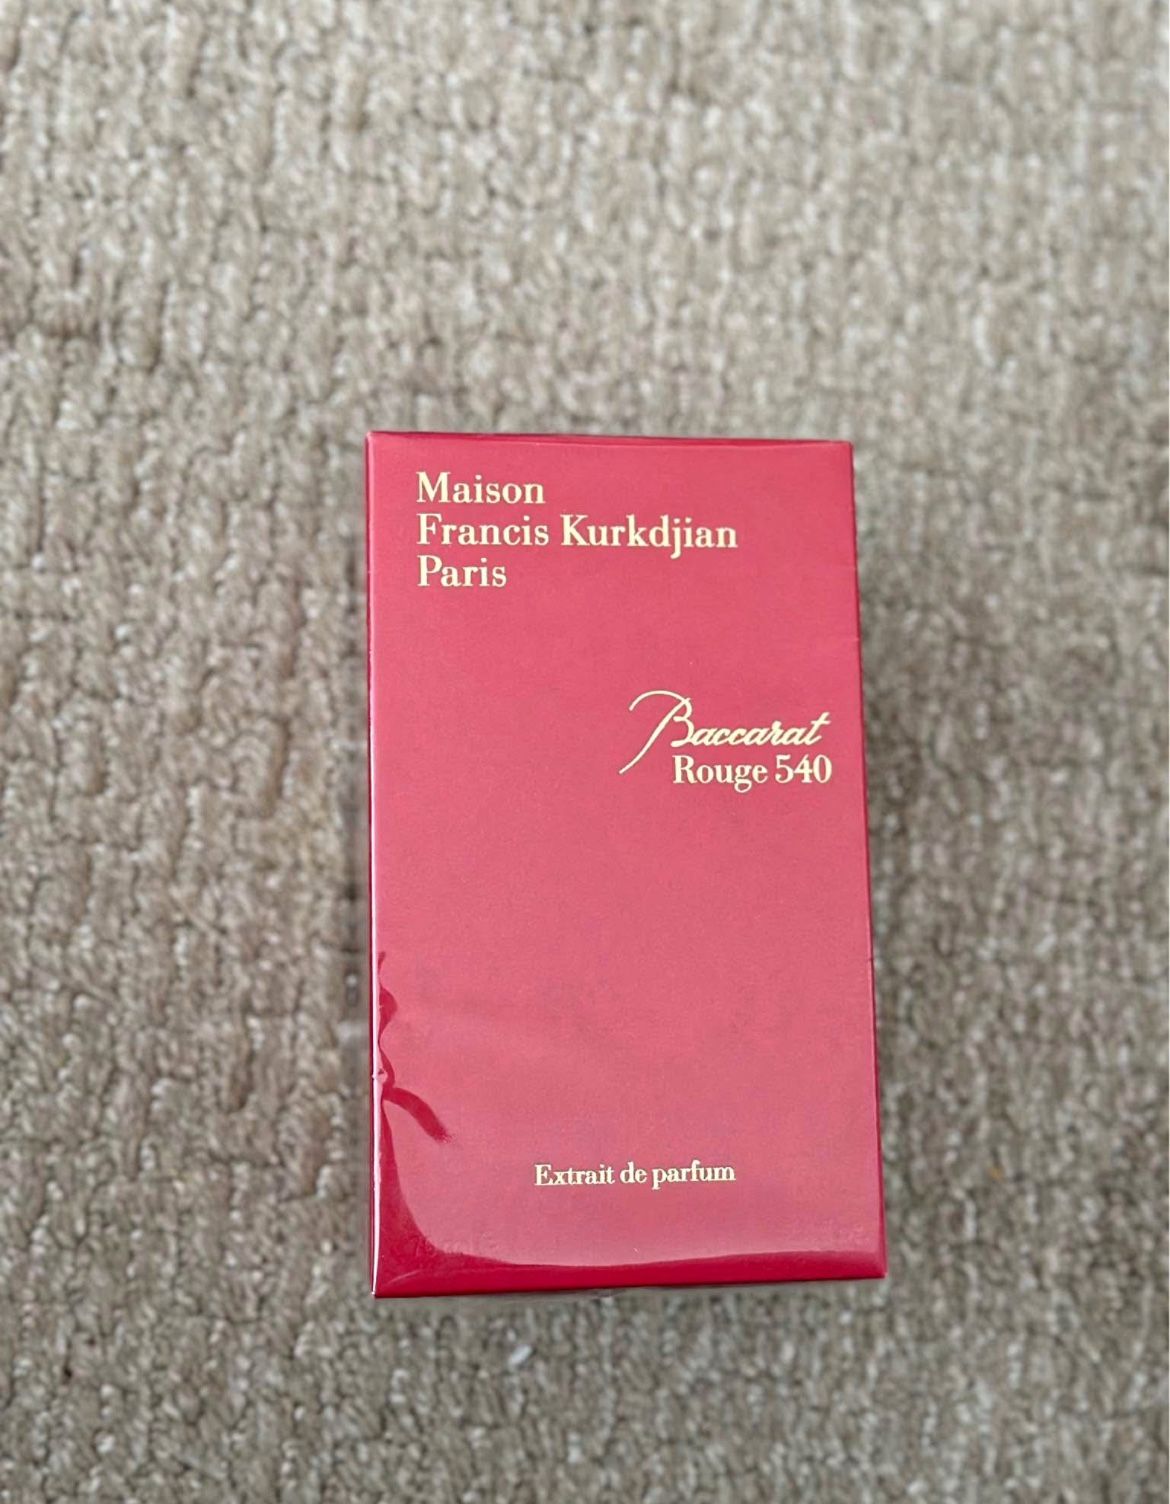 Maison
Francis Kurkdjian
Paris
Baccarat
Rouge 540
Extrait de parfum